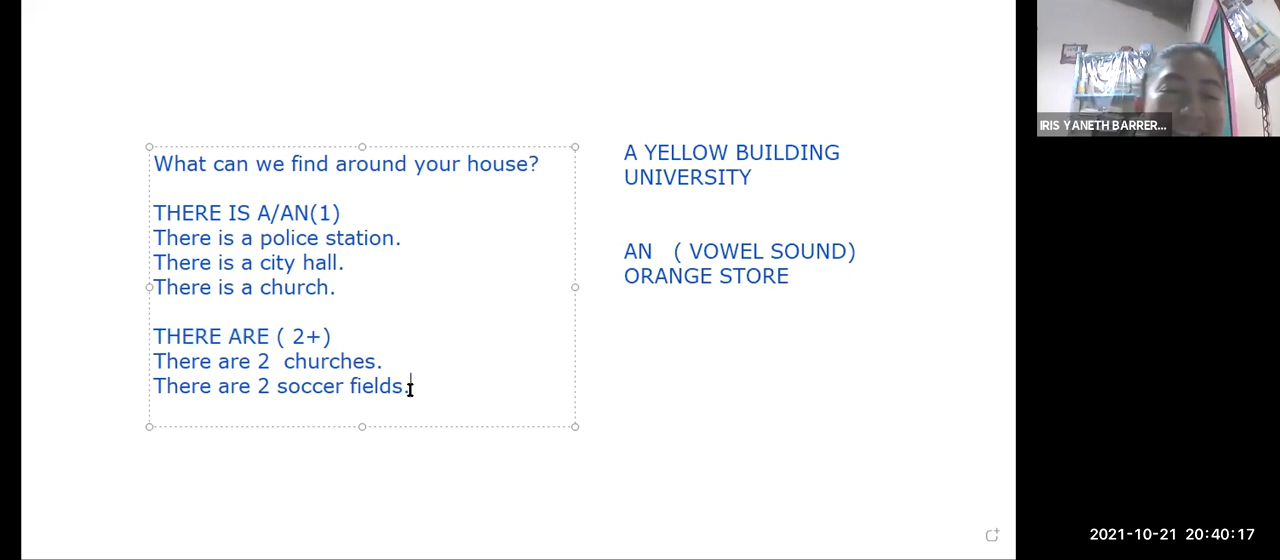 What can we find around your house?
THERE IS A/AN(1)
There is a police station.
There is a city hall.
There is a church.
THERE ARE ( 2+)
There are 2  churches.
There are 2 soccer fields.
A YELLOW BUILDING
UNIVERSITY
AN   ( VOWEL SOUND)
ORANGE STORE
IRIS YANETH BARRER...
2021-10-21 20:40:17